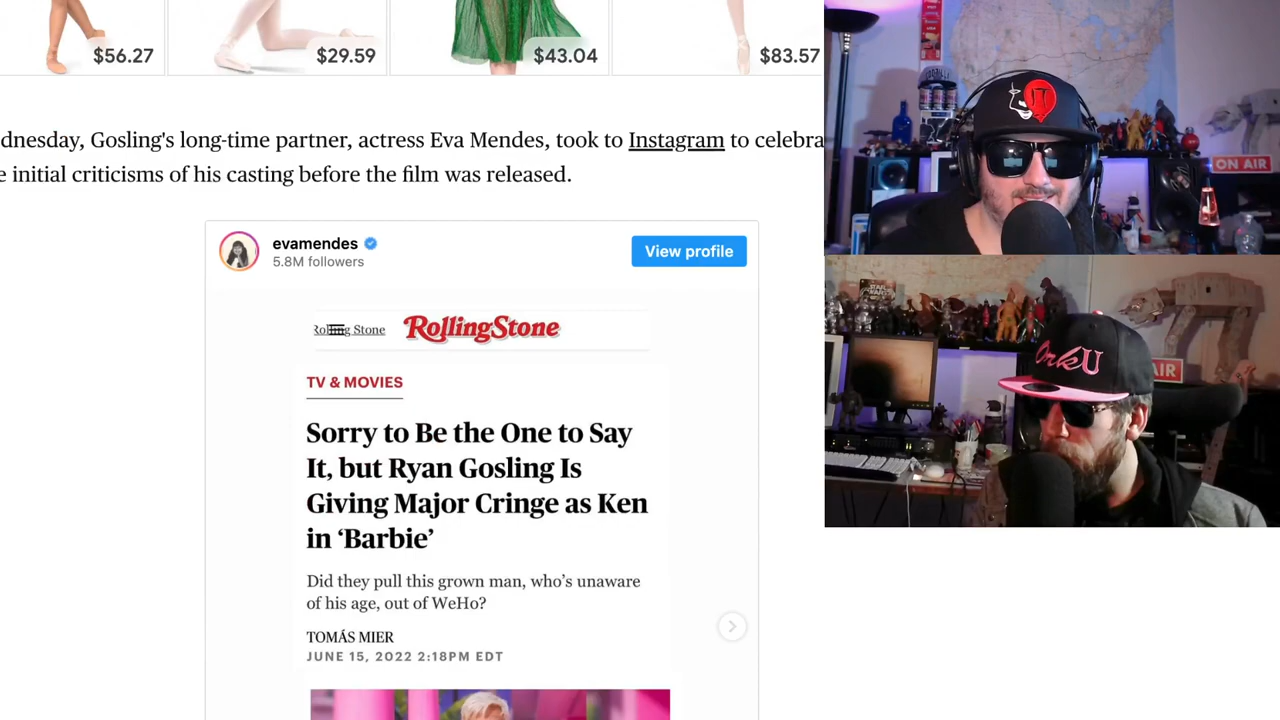 $56.27
$29.59
$43.04
$83.57
dnesday, Gosling's long-time partner, actress Eva Mendes, took to Instagram to celebra
e initial criticisms of his casting before the film was released.
evamendes
5.8M followers
View profile
Rolling Stone
RollingStone
TV & MOVIES
Sorry to Be the One to Say
It, but Ryan Gosling Is
Giving Major Cringe as Ken
in ‘Barbie’
Did they pull this grown man, who’s unaware
of his age, out of WeHo?
TOMÁS MIER
JUNE 15, 2022 2:18PM EDT
ON AIR
STAR WARS
OrkU
AIR